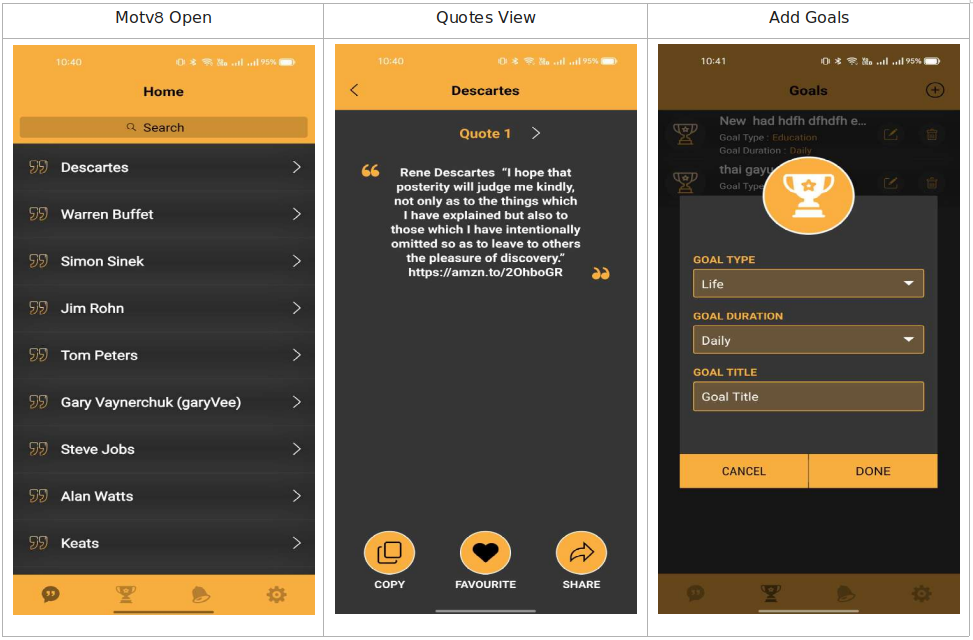 Motv8 Open
Quotes View
Add Goals
10:40
95%
Home
Search
Descartes
Warren Buffet
Simon Sinek
Jim Rohn
Tom Peters
Gary Vaynerchuk (garyVee)
Steve Jobs
Alan Watts
Keats
10:40
95%
Descartes
Quote 1
Rene Descartes "I hope that
posterity will judge me kindly,
not only as to the things which
I have explained but also to
those which I have intentionally
omitted so as to leave to others
the pleasure of discovery."
https://amzn.to/2OhboGR
COPY
FAVOURITE
SHARE
10:41
95%
Goals
New had hdfh dfhdfh e...
Goal Type : Education
Goal Duration : Daily
thai gayu
Goal Type
GOAL TYPE
Life
GOAL DURATION
Daily
GOAL TITLE
Goal Title
CANCEL
DONE